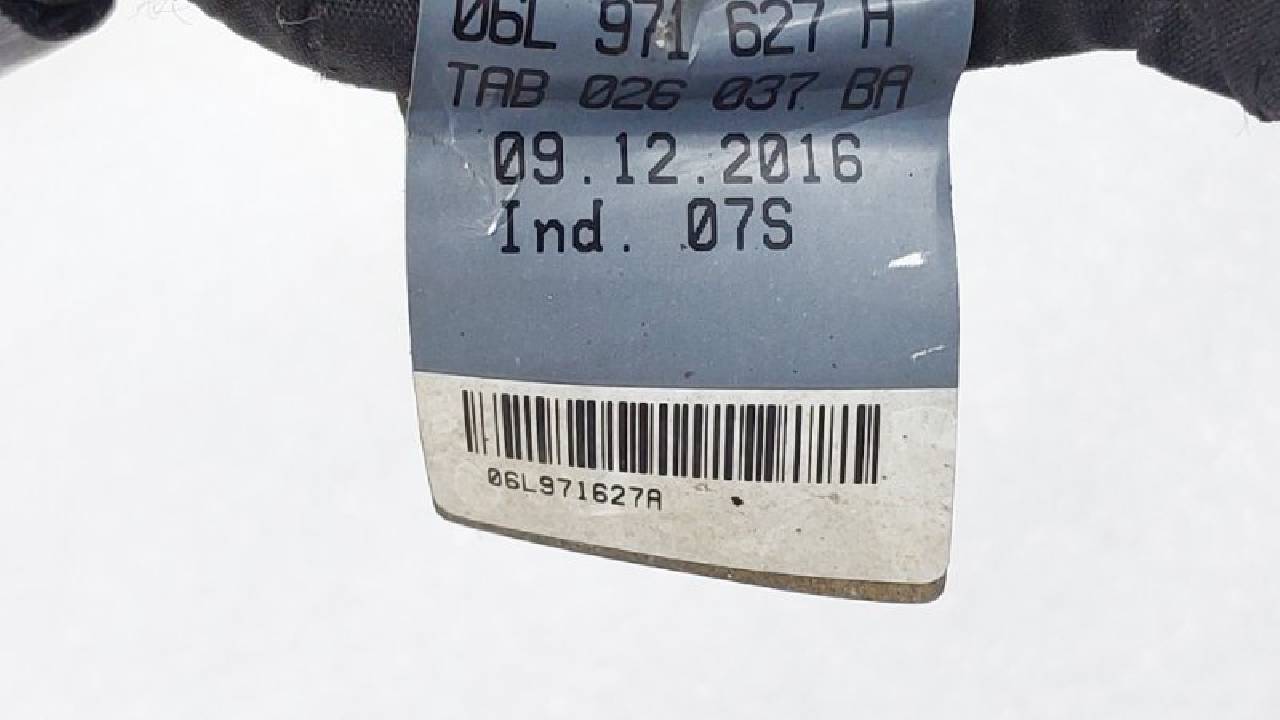 06L 971 627 A
TAB 026 037 BA
09.12.2016
Ind. 07S
06L971627A